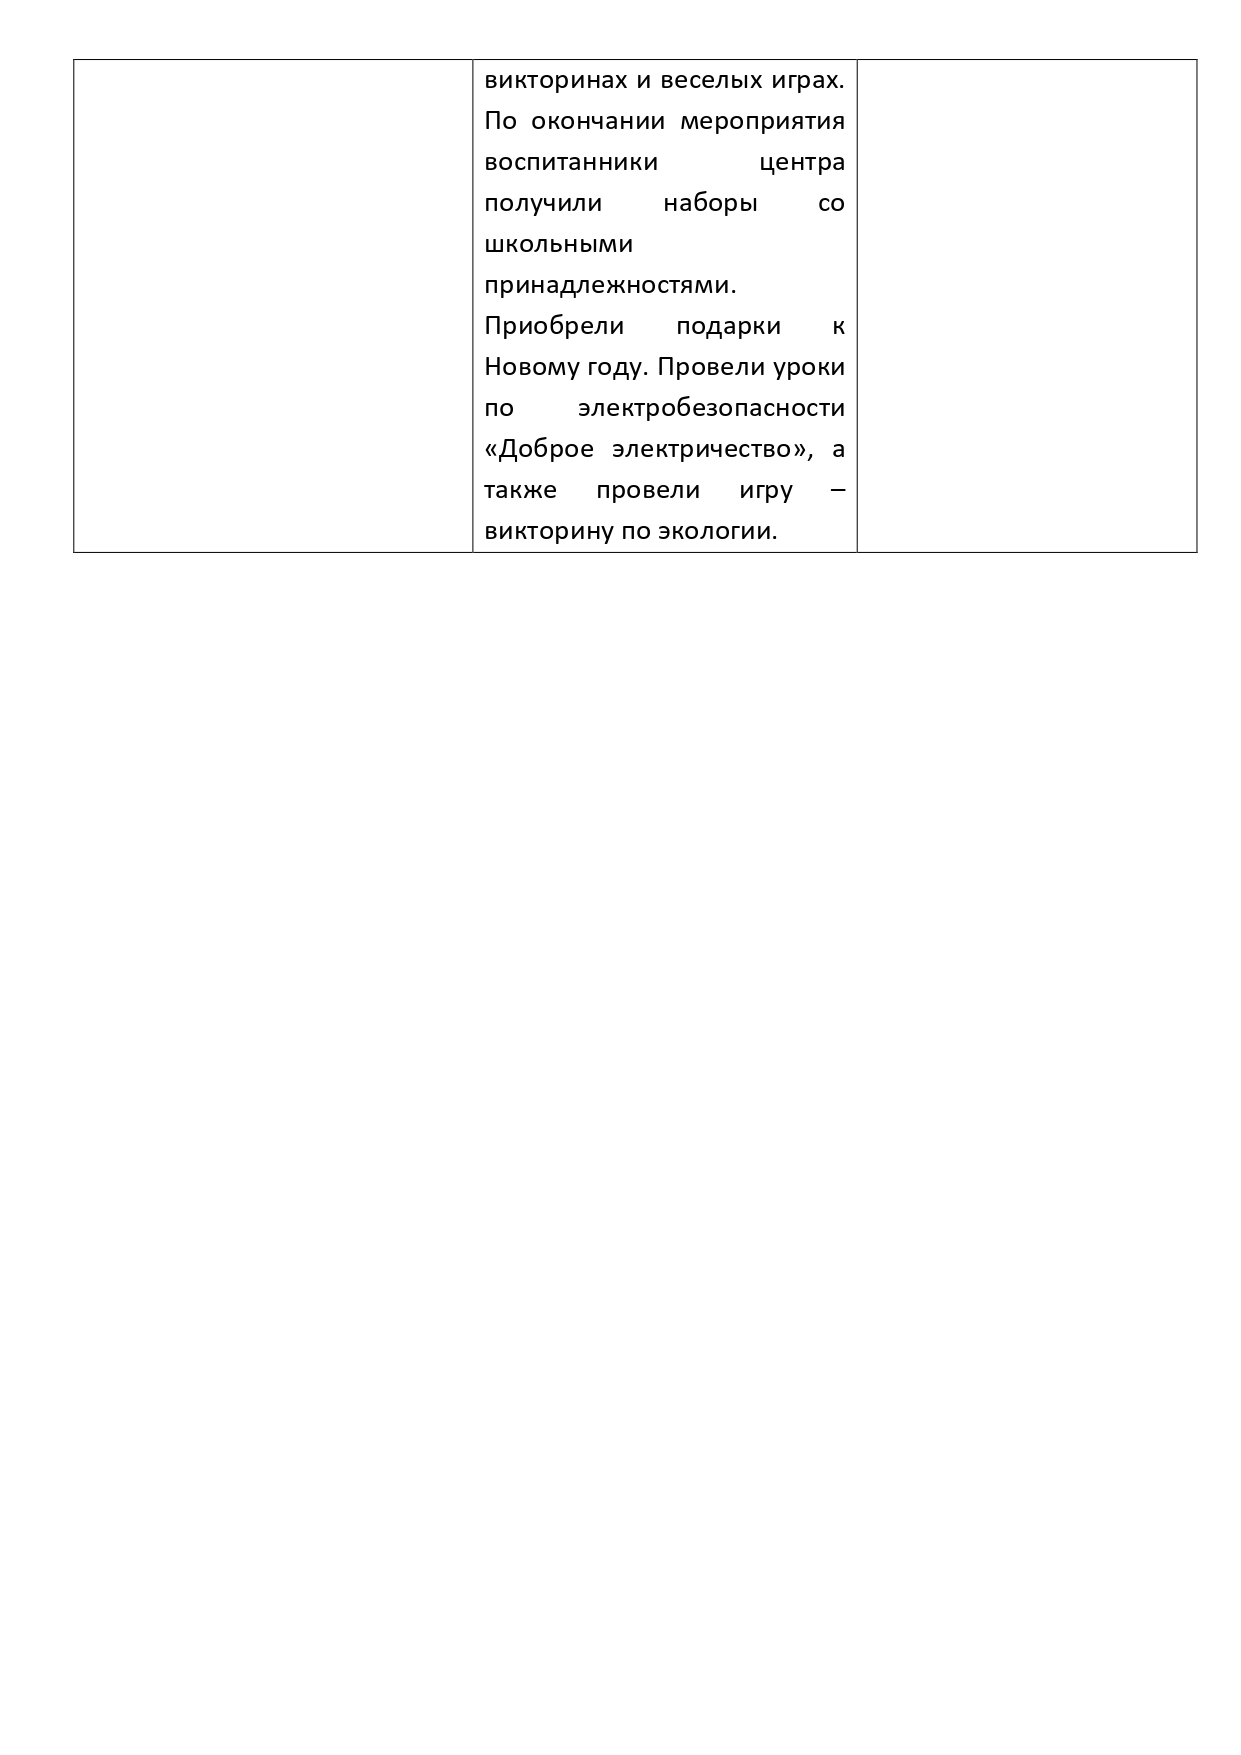 викторинах и веселых играх.
По окончании мероприятия
воспитанники центра
получили наборы со
школьными
принадлежностями.
Приобрели подарки к
Новому году. Провели уроки
по электробезопасности
«Доброе электричество», а
также провели игру –
викторину по экологии.